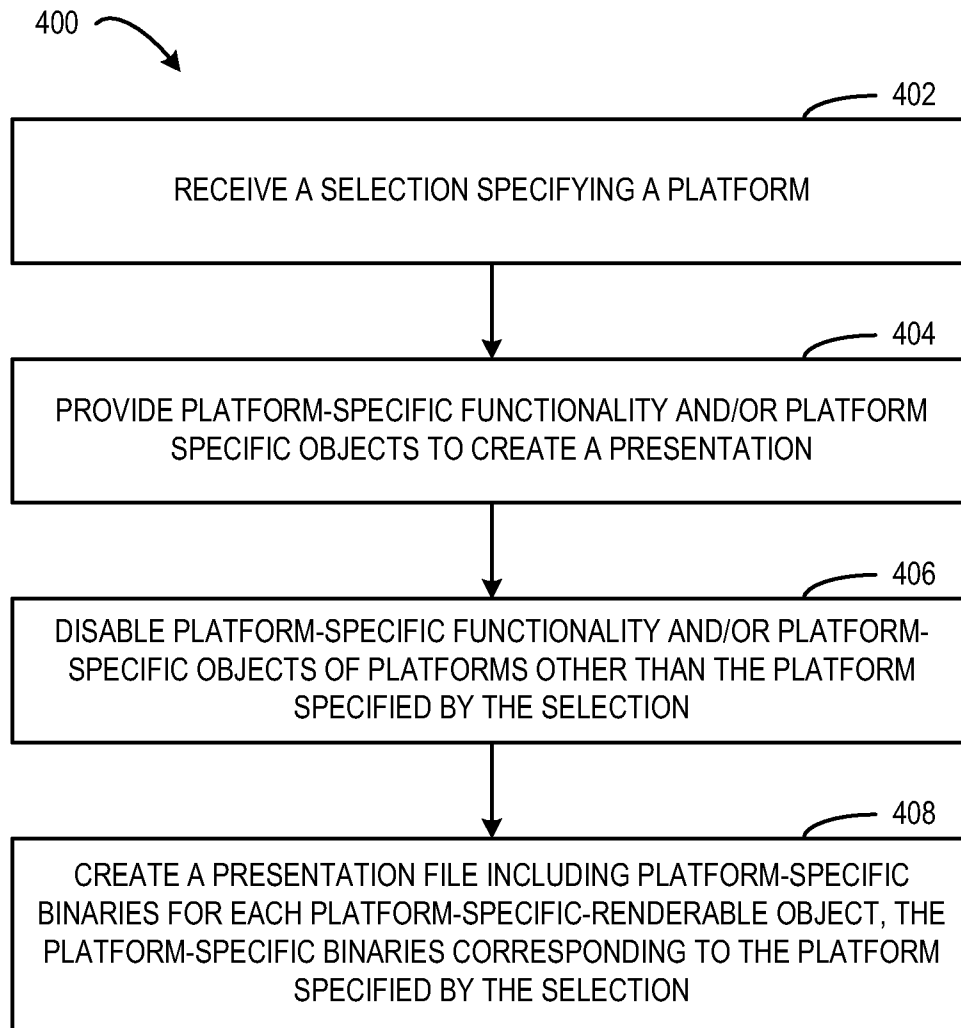 400
402
RECEIVE A SELECTION SPECIFYING A PLATFORM
404
PROVIDE PLATFORM-SPECIFIC FUNCTIONALITY AND/OR PLATFORM
SPECIFIC OBJECTS TO CREATE A PRESENTATION
406
DISABLE PLATFORM-SPECIFIC FUNCTIONALITY AND/OR PLATFORM-
SPECIFIC OBJECTS OF PLATFORMS OTHER THAN THE PLATFORM
SPECIFIED BY THE SELECTION
408
CREATE A PRESENTATION FILE INCLUDING PLATFORM-SPECIFIC
BINARIES FOR EACH PLATFORM-SPECIFIC-RENDERABLE OBJECT, THE
PLATFORM-SPECIFIC BINARIES CORRESPONDING TO THE PLATFORM
SPECIFIED BY THE SELECTION